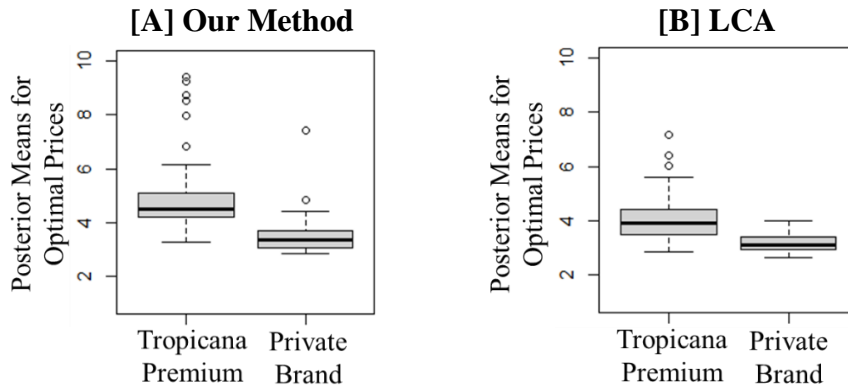 [A] Our Method
Posterior Means for
Optimal Prices
10
8
6
4
2
Tropicana
Premium
Private
Brand
[B] LCA
Posterior Means for
Optimal Prices
10
8
6
4
2
Tropicana
Premium
Private
Brand